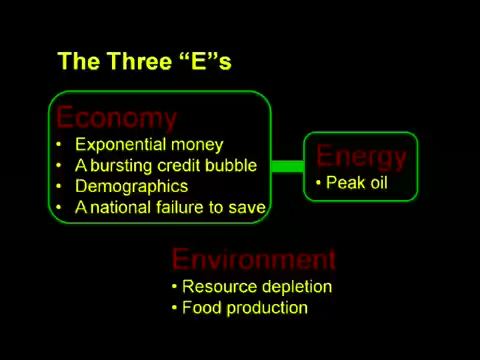 The Three “E”s
Economy
• Exponential money
• A bursting credit bubble
• Demographics
• A national failure to save
Energy
• Peak oil
Environment
• Resource depletion
• Food production